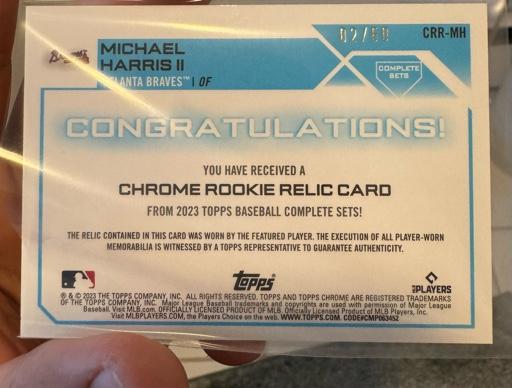 02/50
CRR-MH
MICHAEL
HARRIS II
ATLANTA BRAVES™ | OF
COMPLETE
SETS
CONGRATULATIONS!
YOU HAVE RECEIVED A
CHROME ROOKIE RELIC CARD
FROM 2023 TOPPS BASEBALL COMPLETE SETS!
THE RELIC CONTAINED IN THIS CARD WAS WORN BY THE FEATURED PLAYER. THE EXECUTION OF ALL PLAYER-WORN
MEMORABILIA IS WITNESSED BY A TOPPS REPRESENTATIVE TO GUARANTEE AUTHENTICITY.
Topps
PLAYERS
® & © 2023 THE TOPPS COMPANY, INC. ALL RIGHTS RESERVED. TOPPS AND TOPPS CHROME ARE REGISTERED TRADEMARKS
OF THE TOPPS COMPANY, INC. Major League Baseball trademarks and copyrights are used with permission of Major League
Baseball. Visit MLB.com. OFFICIALLY LICENSED PRODUCT OF MLB Players, Inc.
Visit MLBPLAYERS.COM, the Players Choice on the web. WWW.TOPPS.COM. CODE#CMP063452